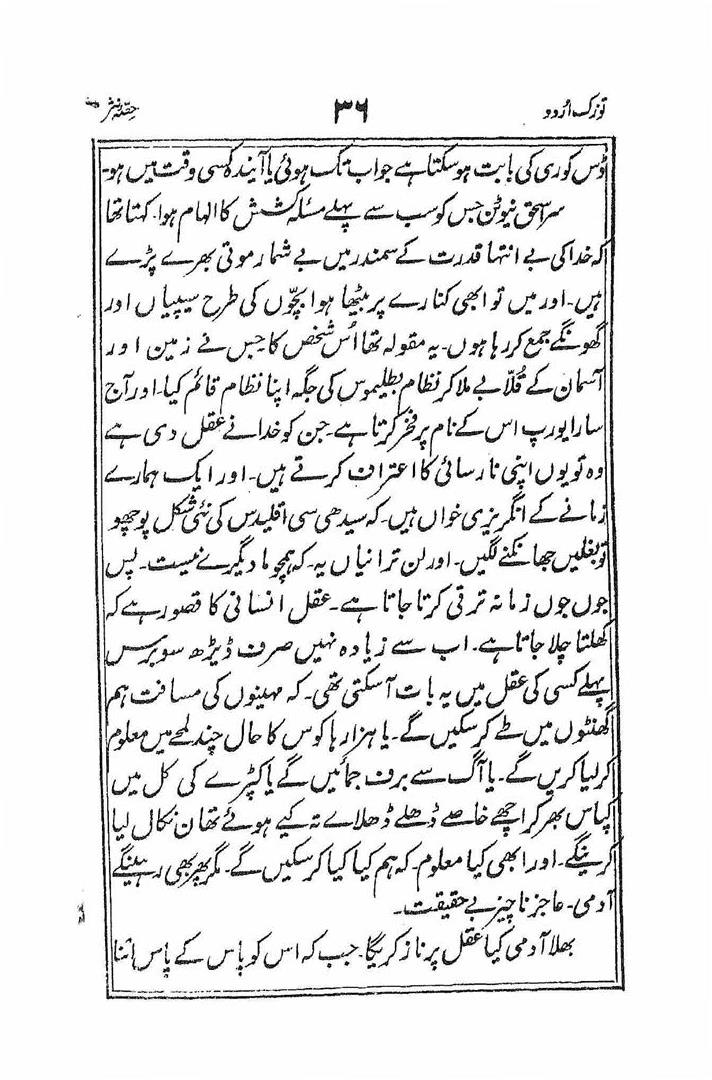 توزک اُردو ۳۶ حصّہ نثر
ڈِس کوری کی بابت ہو سکتا ہے جو اب تک ہوئی یا آیندہ کسی وقت میں ہو۔
سر اسحٰق نیوٹن جس کو سب سے پہلے مسئلہ کشش کا الہام ہوا۔ کہتا تھا
کہ خدا کی بے انتہا قدرت کے سمندر میں بے شمار موتی بھرے پڑے
ہیں۔ اور میں تو ابھی کنارے پر بیٹھا ہوا بچّوں کی طرح سیپیاں اور
گھونگے جمع کر رہا ہوں۔ یہ مقولہ تھا اُس شخص کا جس نے زمین اور
آسمان کے قُلّابے ملا کر نظام بطلیموس کی جگہ اپنا نظام قائم کیا۔ اور آج
سارا یورپ اس کے نام پر فخر کرتا ہے۔ جن کو خدا نے عقل دی ہے
وہ تو یوں اپنی نارسائی کا اعتراف کرتے ہیں۔ اور ایک ہمارے
زمانے کے انگریزی خواں ہیں۔ کہ سیدھی سی اقلیدس کی نئی شکل پوچھو
تو بغلیں جھانکنے لگیں۔ اور لن ترانیاں یہ۔ کہ ہمچو ما دیگرے نیست۔ پس
جوں جوں زمانہ ترقی کرتا جاتا ہے۔ عقل انسانی کا قصور ہے کہ
کھلتا چلا جاتا ہے۔ اب سے زیادہ نہیں صرف ڈیڑھ سو برس
پہلے کسی کی عقل میں یہ بات آسکتی تھی۔ کہ مہینوں کی مسافت ہم
گھنٹوں میں طے کر سکیں گے۔ یا ہزارہا کوس کا حال چند لمحے میں معلوم
کر لیا کریں گے۔ یا آگ سے برف جمائیں گے یا کپڑے کی کل میں
کپاس بھر کر اچھے خاصے دُھلے دُھلاے تہ کیے ہوئے تھان نکال لیا
کرینگے۔ اور ابھی کیا معلوم۔ کہ ہم کیا کیا کر سکیں گے۔ مگر پھر بھی رہینگے
آدمی۔ عاجز ناچیز بے حقیقت۔
بھلا آدمی کیا عقل پر ناز کریگا۔ جب کہ اس کو پاس کے پاس اتنا